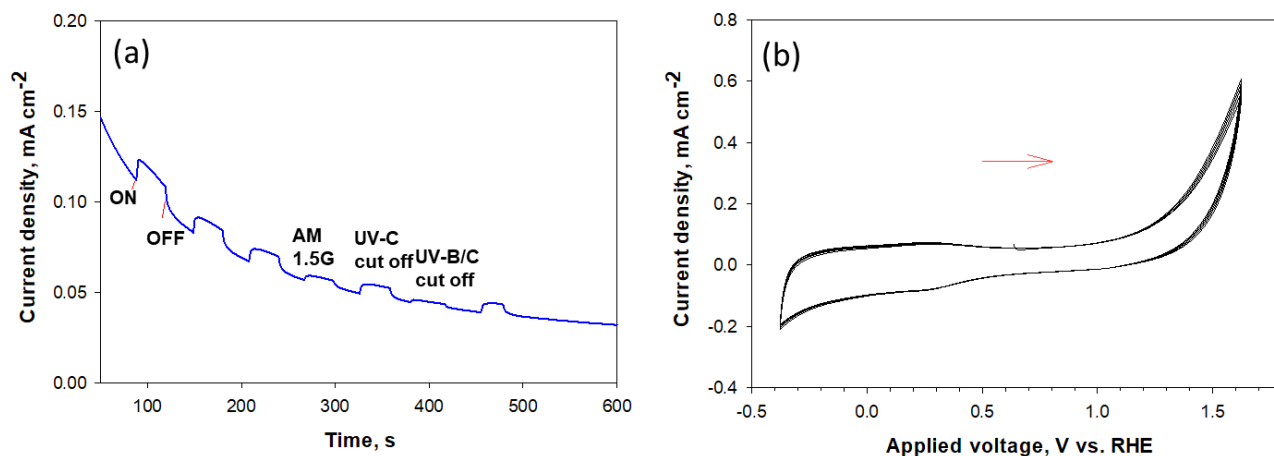 (a)
Current density, mA cm-2
0.20
0.15
0.10
0.05
0.00
ON
OFF
AM
1.5G
UV-C
cut off
UV-B/C
cut off
100
200
300
400
500
600
Time, s
(b)
Current density, mA cm-2
0.8
0.6
0.4
0.2
0.0
-0.2
-0.4
-0.5
0.0
0.5
1.0
1.5
Applied voltage, V vs. RHE